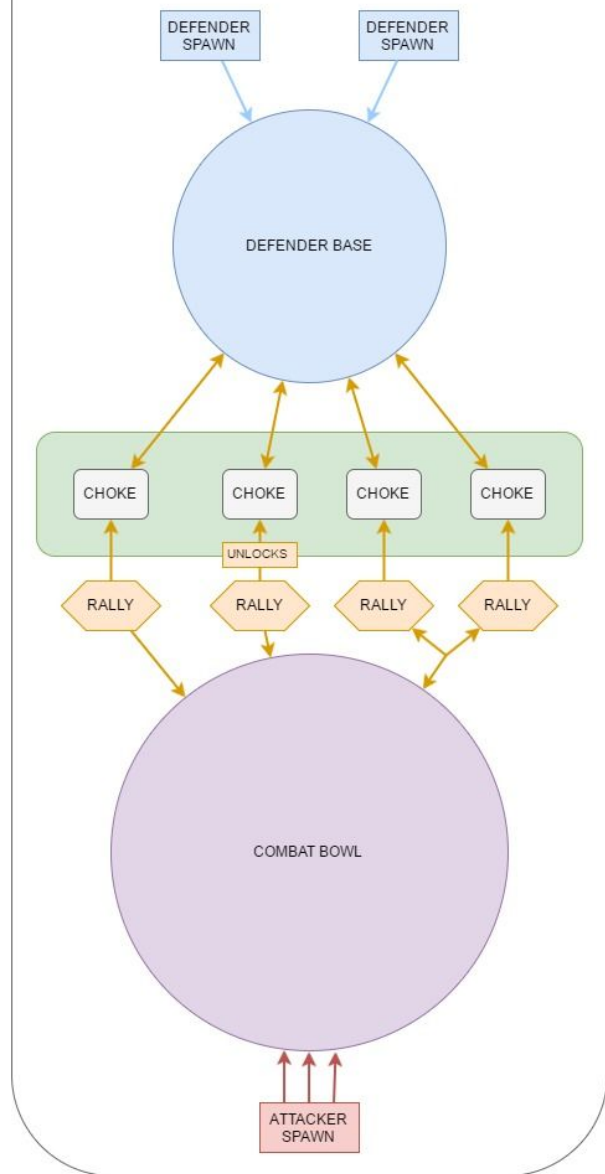 DEFENDER
SPAWN
DEFENDER
SPAWN
DEFENDER BASE
CHOKE
CHOKE
CHOKE
CHOKE
UNLOCKS
RALLY
RALLY
RALLY
RALLY
COMBAT BOWL
ATTACKER
SPAWN